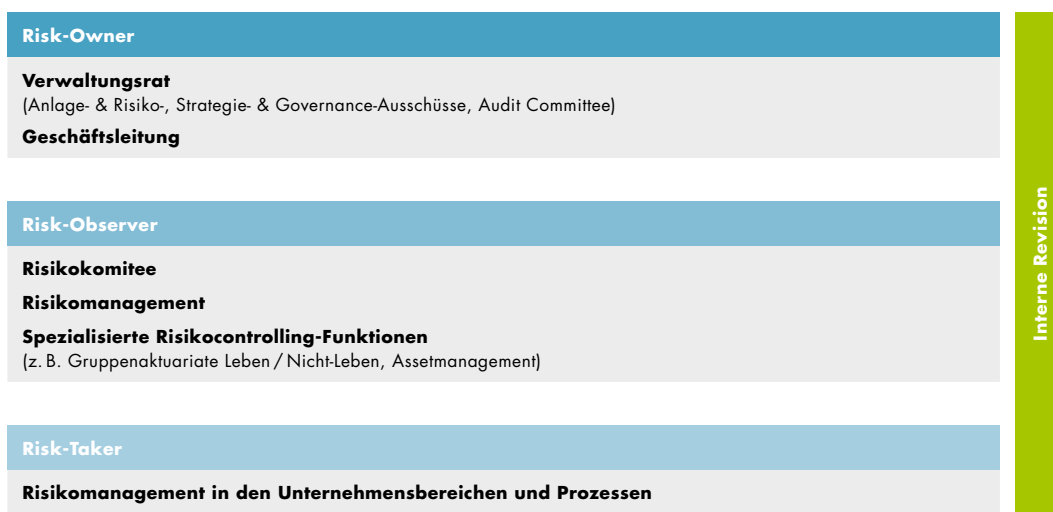 Risk-Owner
Verwaltungsrat
(Anlage- & Risiko-, Strategie- & Governance-Ausschüsse, Audit Committee)
Geschäftsleitung
Risk-Observer
Risikokomitee
Risikomanagement
Spezialisierte Risikocontrolling-Funktionen
(z. B. Gruppenaktuariate Leben / Nicht-Leben, Assetmanagement)
Risk-Taker
Risikomanagement in den Unternehmensbereichen und Prozessen
Interne Revision